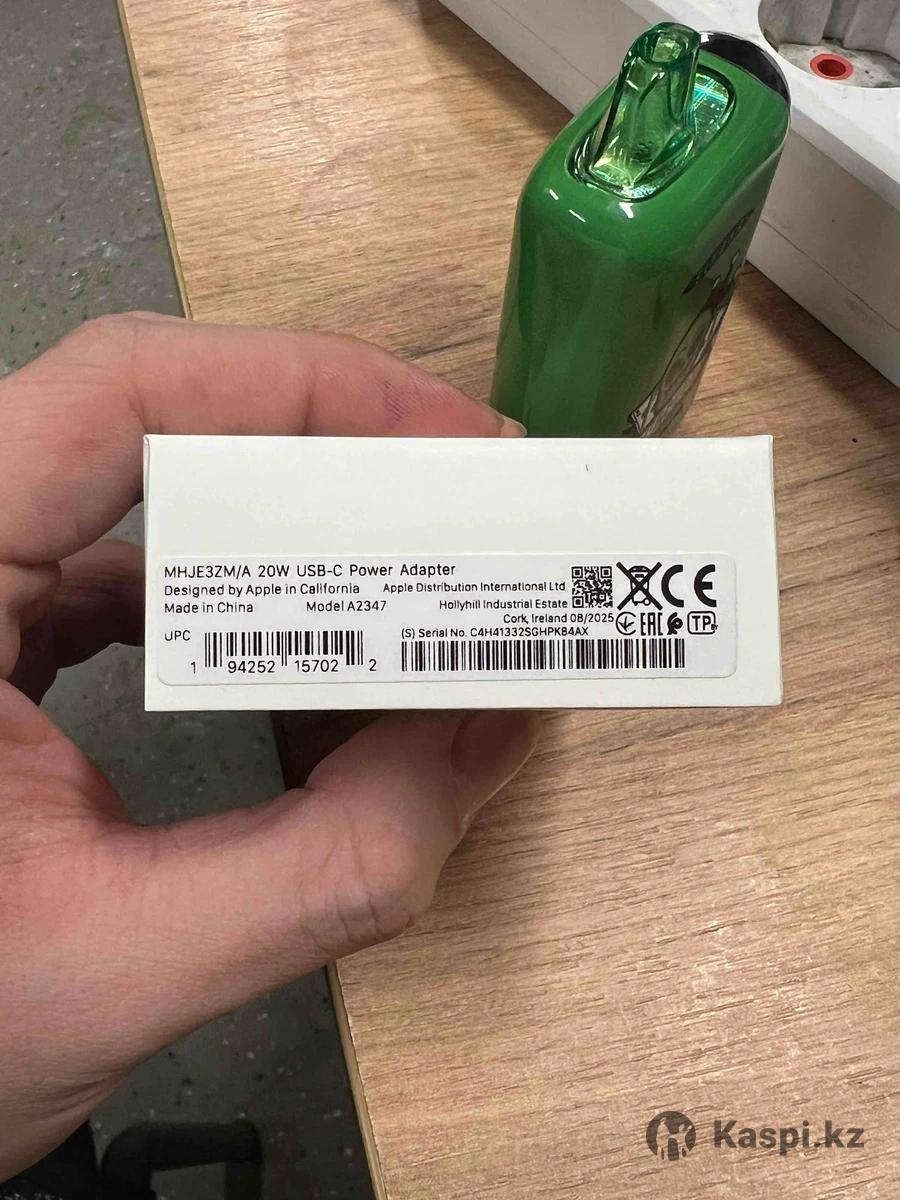 MHJE3ZM/A 20W USB-C Power Adapter
Designed by Apple in California
Apple Distribution International Ltd
Made in China
Model A2347
Hollyhill Industrial Estate
Cork, Ireland 08/2025
UPC
(S) Serial No. C4H41332SGHPK84AX
1 94252 15702 2
CE
EAC
TP
Kaspi.kz